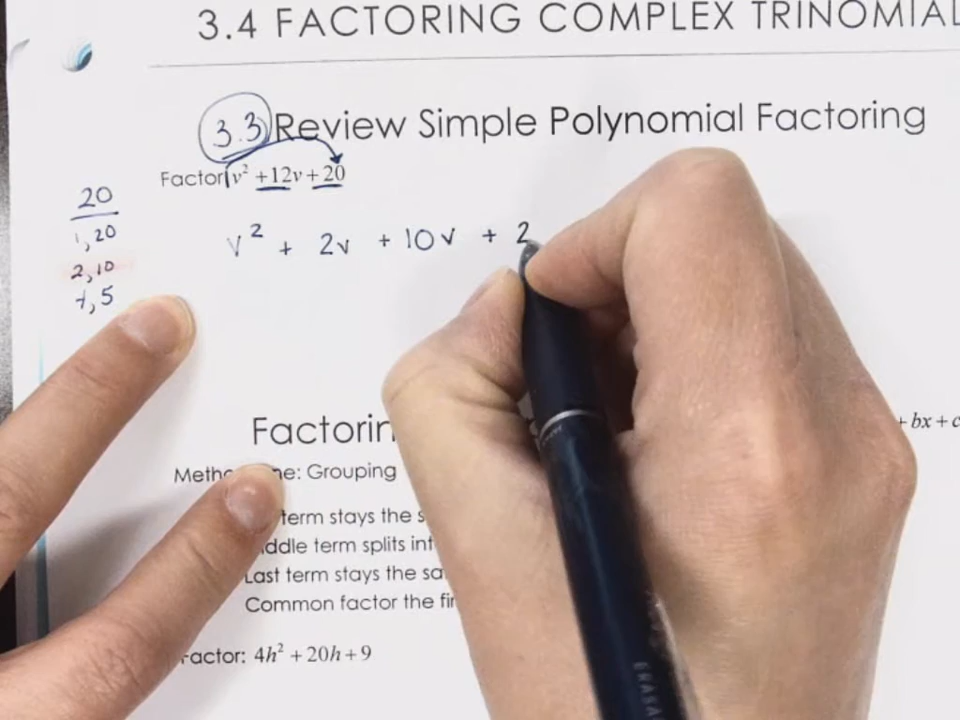 3.4 FACTORING COMPLEX TRINOMIAL
3.3 Review Simple Polynomial Factoring
Factor v² +12v+20
20
1,20
2,10
4,5
v² + 2v + 10v + 2
Factorin
+bx+c
ne: Grouping
term stays the s
ddle term splits int
Last term stays the sa
Common factor the fir
Factor: 4h² +20h+9
ERASA